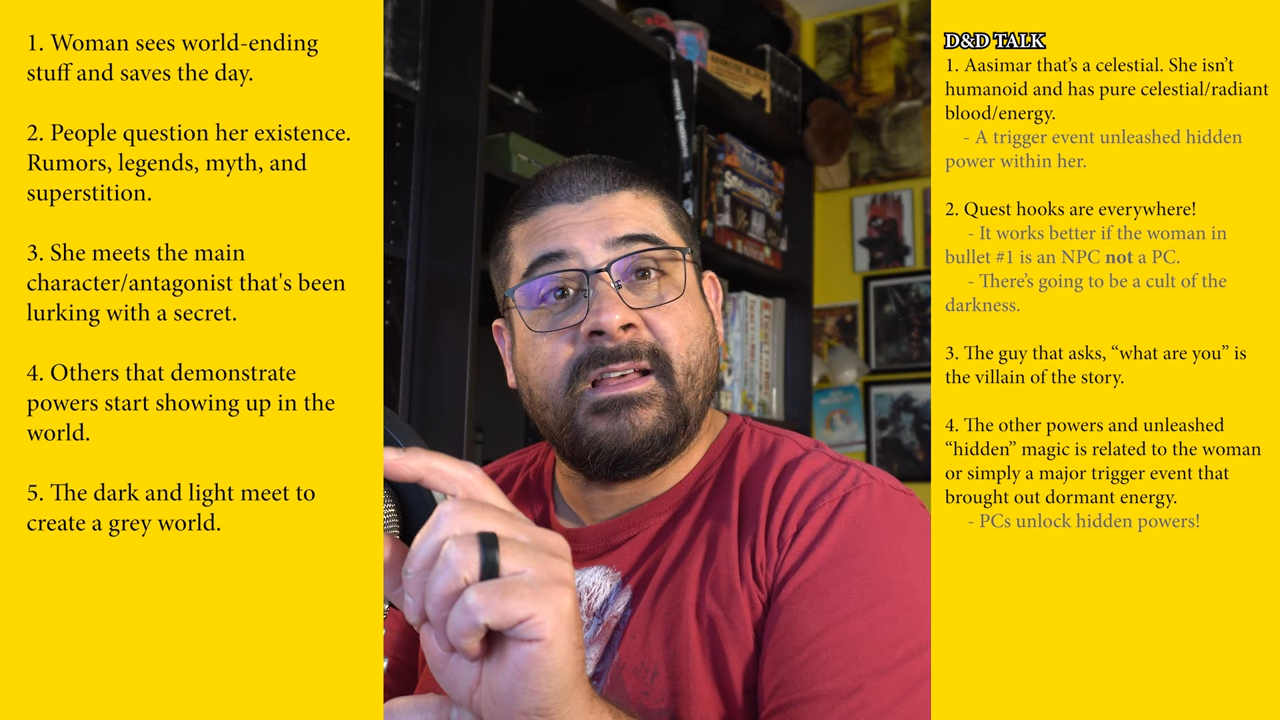 1. Woman sees world-ending
stuff and saves the day.
2. People question her existence.
Rumors, legends, myth, and
superstition.
3. She meets the main
character/antagonist that's been
lurking with a secret.
4. Others that demonstrate
powers start showing up in the
world.
5. The dark and light meet to
create a grey world.
D&D TALK
1. Aasimar that’s a celestial. She isn’t
humanoid and has pure celestial/radiant
blood/energy.
- A trigger event unleashed hidden
power within her.
2. Quest hooks are everywhere!
- It works better if the woman in
bullet #1 is an NPC not a PC.
- There’s going to be a cult of the
darkness.
3. The guy that asks, “what are you” is
the villain of the story.
4. The other powers and unleashed
“hidden” magic is related to the woman
or simply a major trigger event that
brought out dormant energy.
- PCs unlock hidden powers!